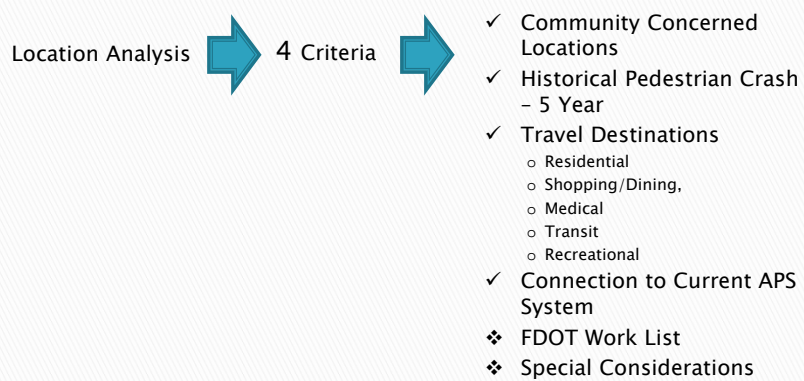 Location Analysis
4 Criteria
✓ Community Concerned
Locations
✓ Historical Pedestrian Crash
– 5 Year
✓ Travel Destinations
o Residential
o Shopping/Dining,
o Medical
o Transit
o Recreational
✓ Connection to Current APS
System
❖ FDOT Work List
❖ Special Considerations